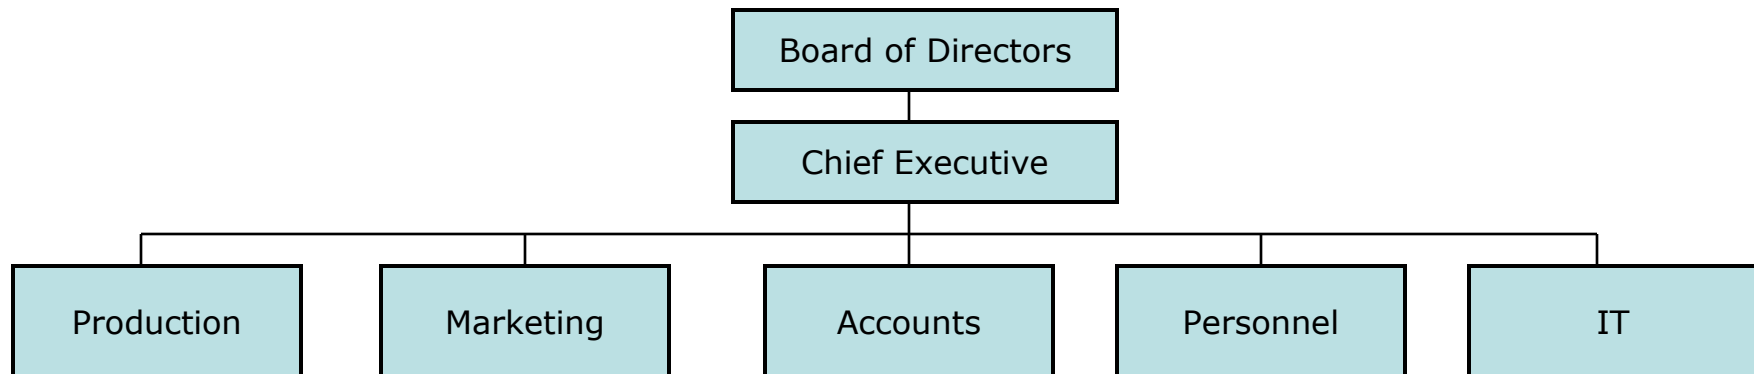 Board of Directors
Chief Executive
Production
Marketing
Accounts
Personnel
IT